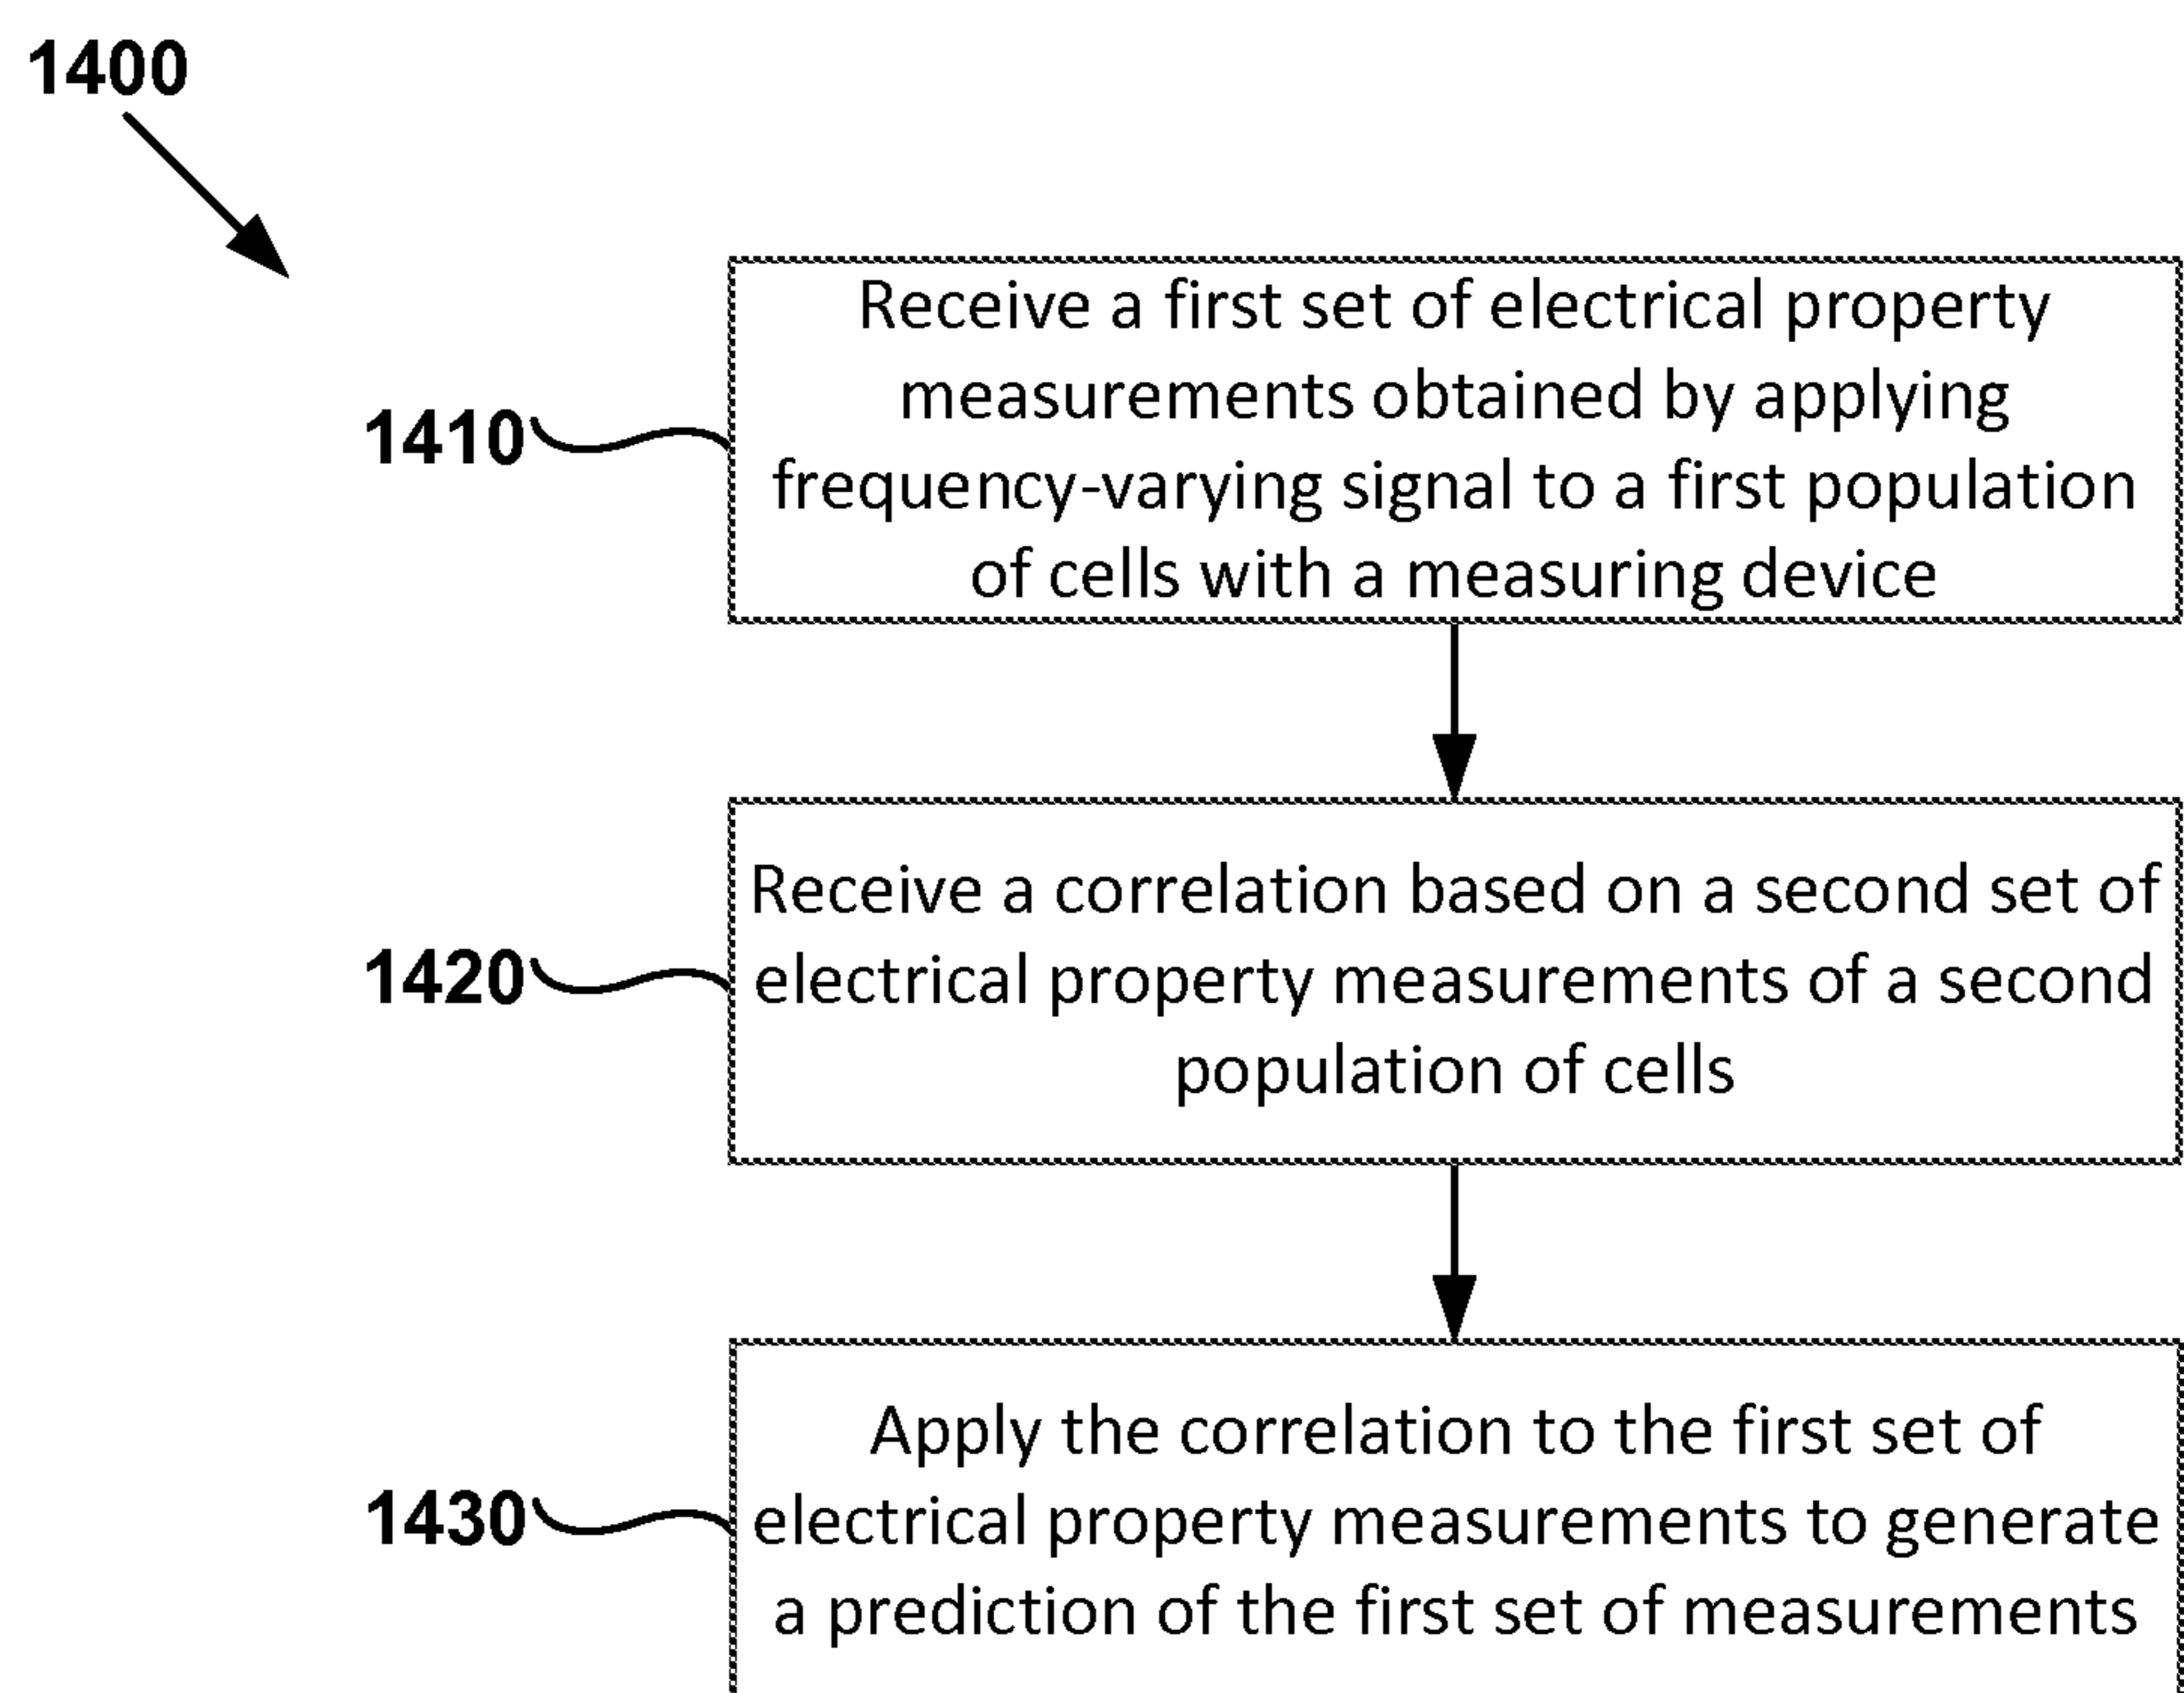 1400
Receive a first set of electrical property
measurements obtained by applying
1410
frequency-varying signal to a first population
of cells with a measuring device
Receive a correlation based on a second set of
1420
electrical property measurements of a second
population of cells
Apply the correlation to the first set of
1430
electrical property measurements to generate
a prediction of the first set of measurements